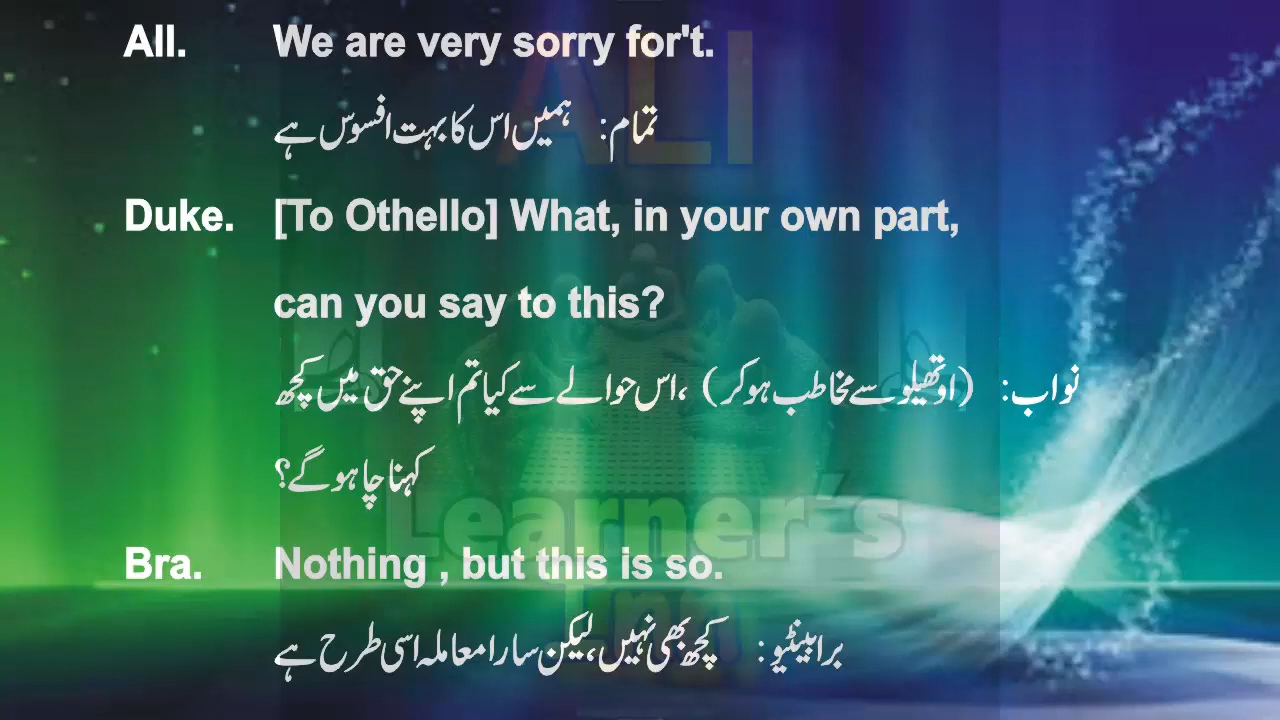 All. We are very sorry for't.
تمام: ہمیں اس کا بہت افسوس ہے
Duke. [To Othello] What, in your own part,
can you say to this?
نواب: (اوتھیلو سے مخاطب ہو کر) ،اس حوالے سے کیا تم اپنے حق میں کچھ
کہنا چاہو گے؟
Bra. Nothing , but this is so.
برابینٹیو: کچھ بھی نہیں، لیکن سارا معاملہ اسی طرح ہے
ALI
Learner's
Lng